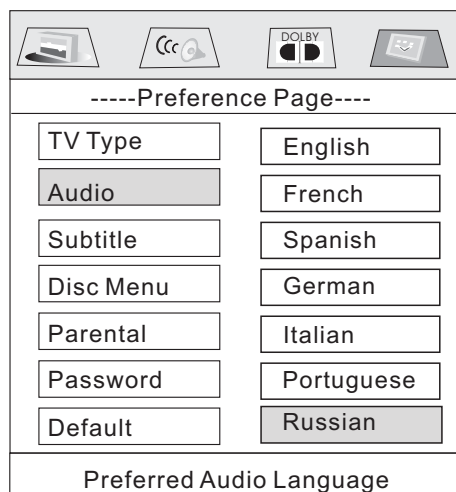 DOLBY
-----Preference Page----
TV Type
Audio
Subtitle
Disc Menu
Parental
Password
Default
English
French
Spanish
German
Italian
Portuguese
Russian
Preferred Audio Language